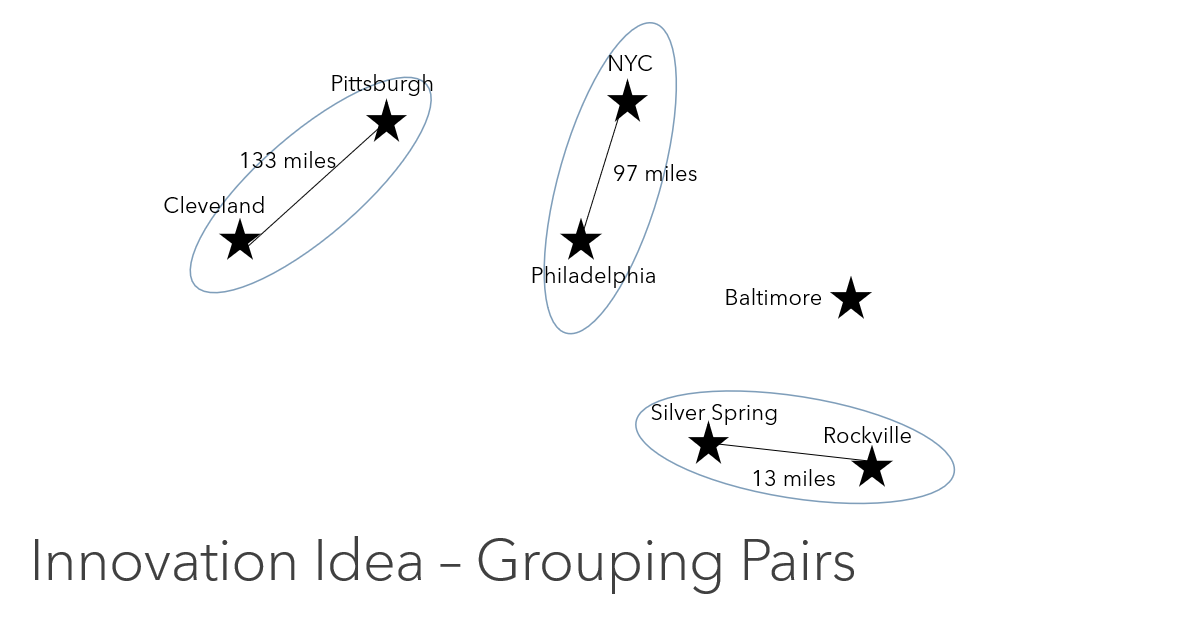 NYC
Pittsburgh
133 miles
97 miles
Cleveland
Philadelphia
Baltimore
Silver Spring
Rockville
13 miles
Innovation Idea – Grouping Pairs